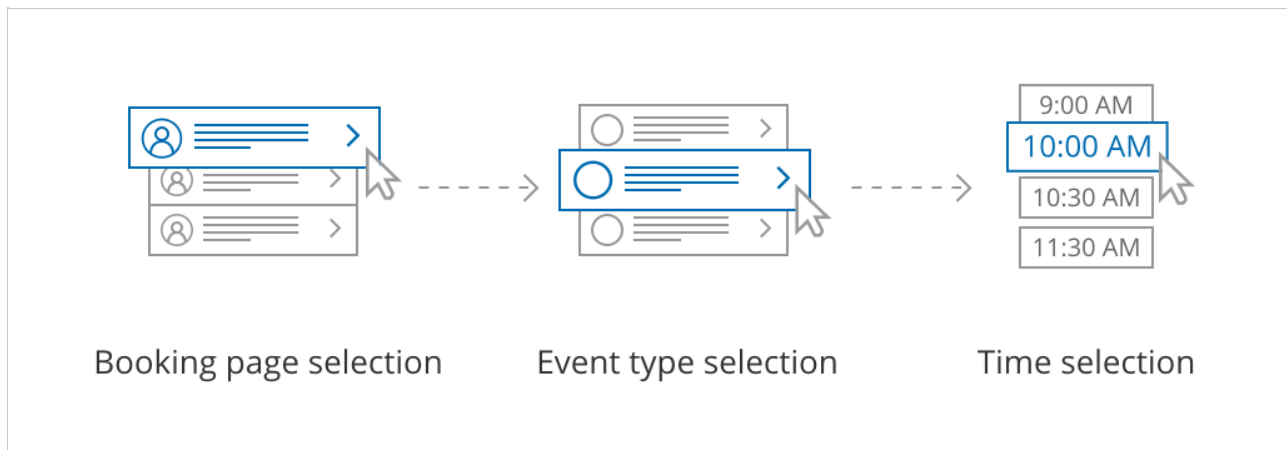 9:00 AM
10:00 AM
10:30 AM
11:30 AM
Booking page selection
Event type selection
Time selection